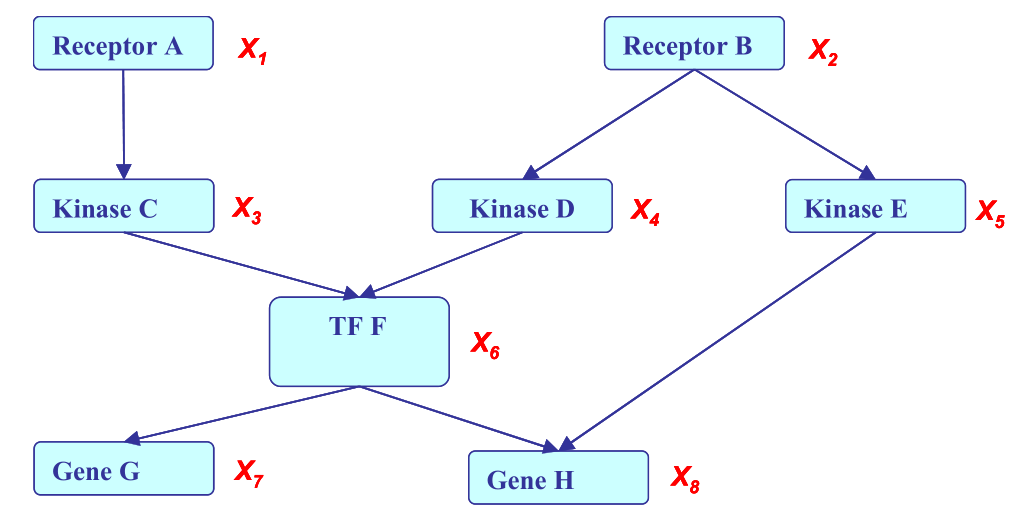 Receptor A
X1
Receptor B
X2
Kinase C
X3
Kinase D
X4
Kinase E
X5
TF F
X6
Gene G
X7
Gene H
X8